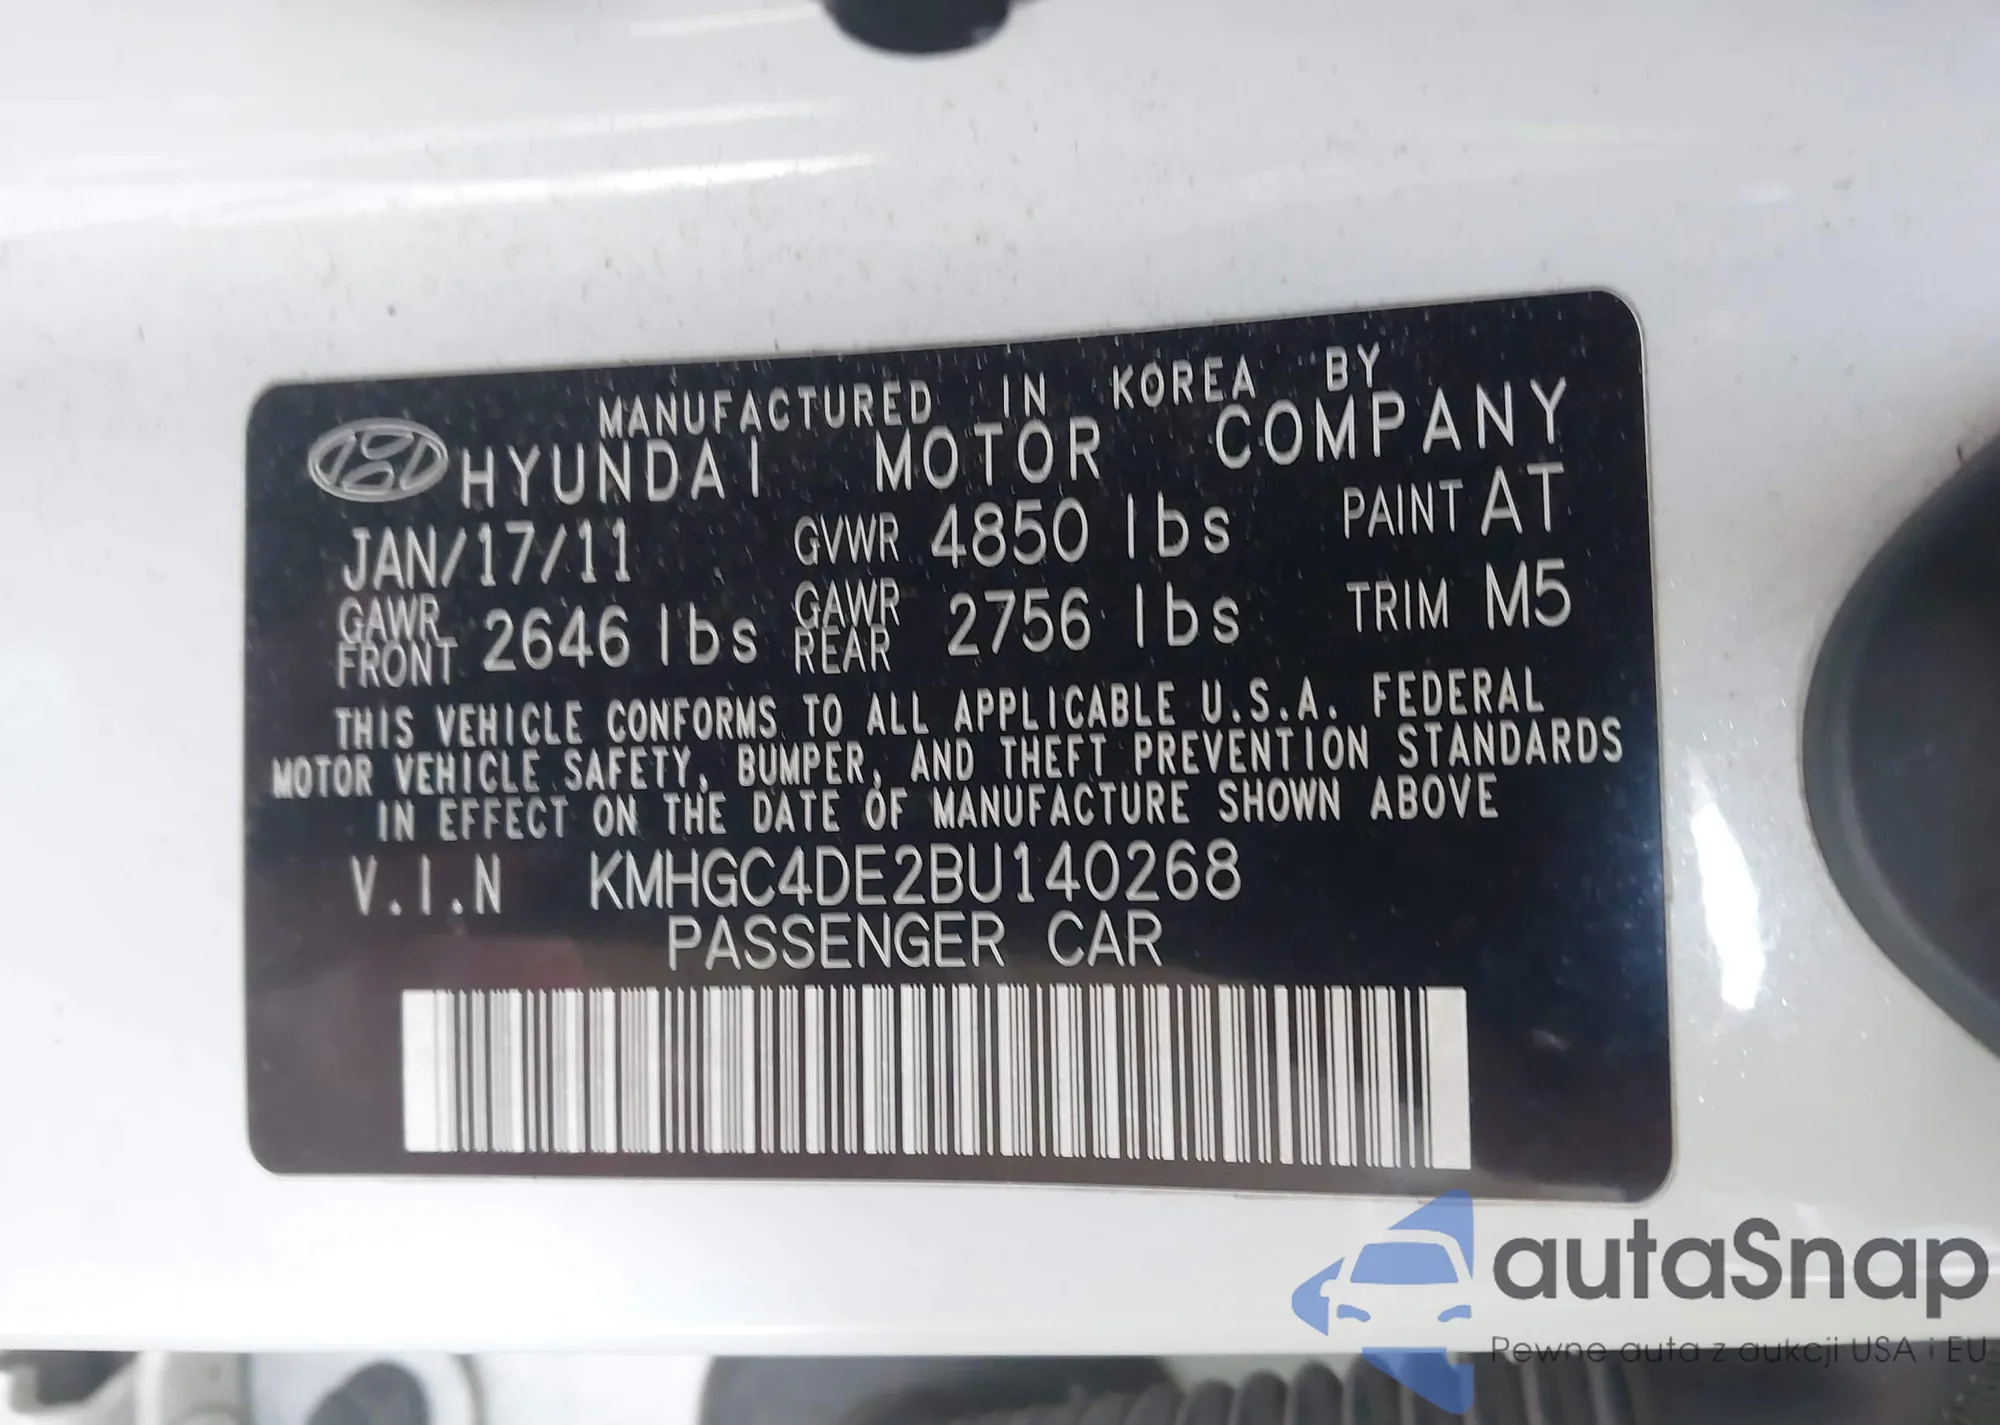 MANUFACTURED IN KOREA BY
HYUNDAI MOTOR COMPANY
JAN/17/11 GVWR 4850 lbs PAINT AT
GAWR FRONT 2646 lbs GAWR REAR 2756 lbs TRIM M5
THIS VEHICLE CONFORMS TO ALL APPLICABLE U.S.A. FEDERAL
MOTOR VEHICLE SAFETY, BUMPER, AND THEFT PREVENTION STANDARDS
IN EFFECT ON THE DATE OF MANUFACTURE SHOWN ABOVE
V.I.N KMHGC4DE2BU140268
PASSENGER CAR
autaSnap
Pewne auta z aukcji USA i EU